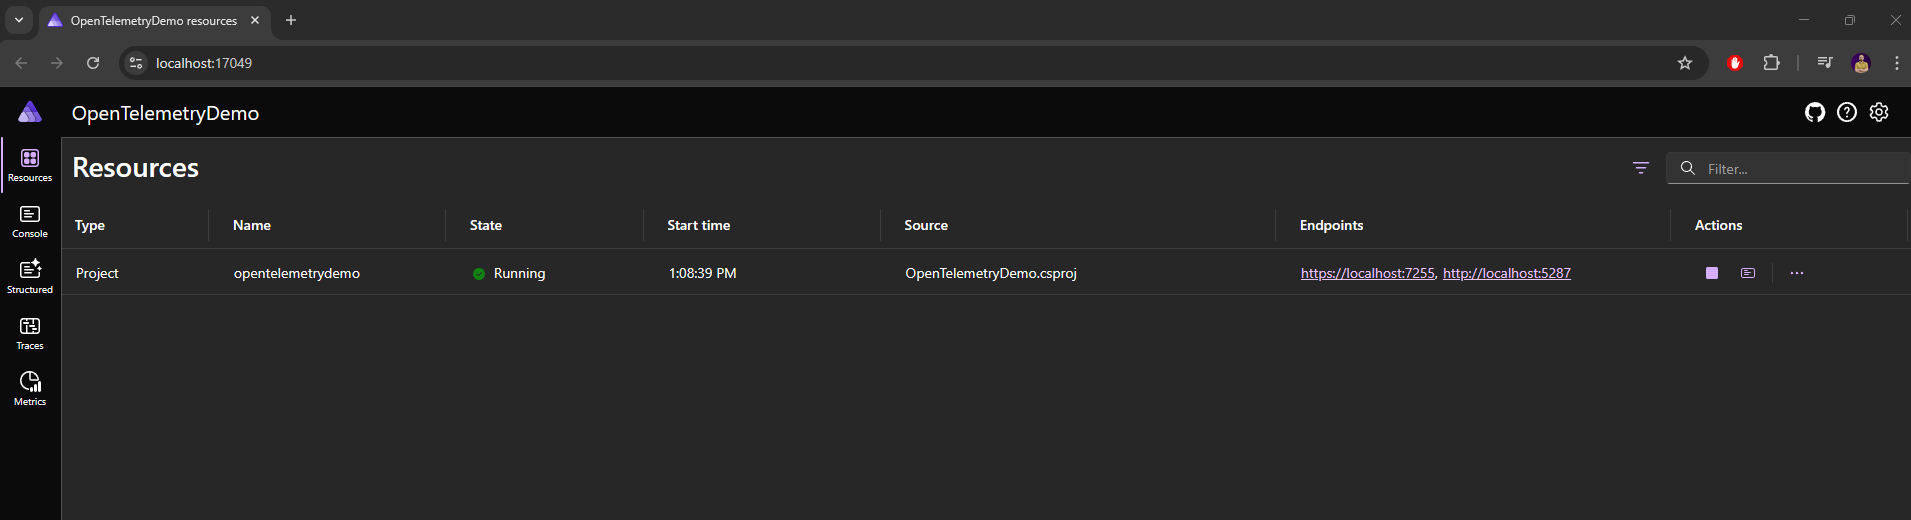 OpenTelemetryDemo resources
localhost:17049
OpenTelemetryDemo
Resources
Resources
Filter...
Type Name State Start time Source Endpoints Actions
Project opentelemetrydemo Running 1:08:39 PM OpenTelemetryDemo.csproj https://localhost:7255, http://localhost:5287
Console
Structured
Traces
Metrics